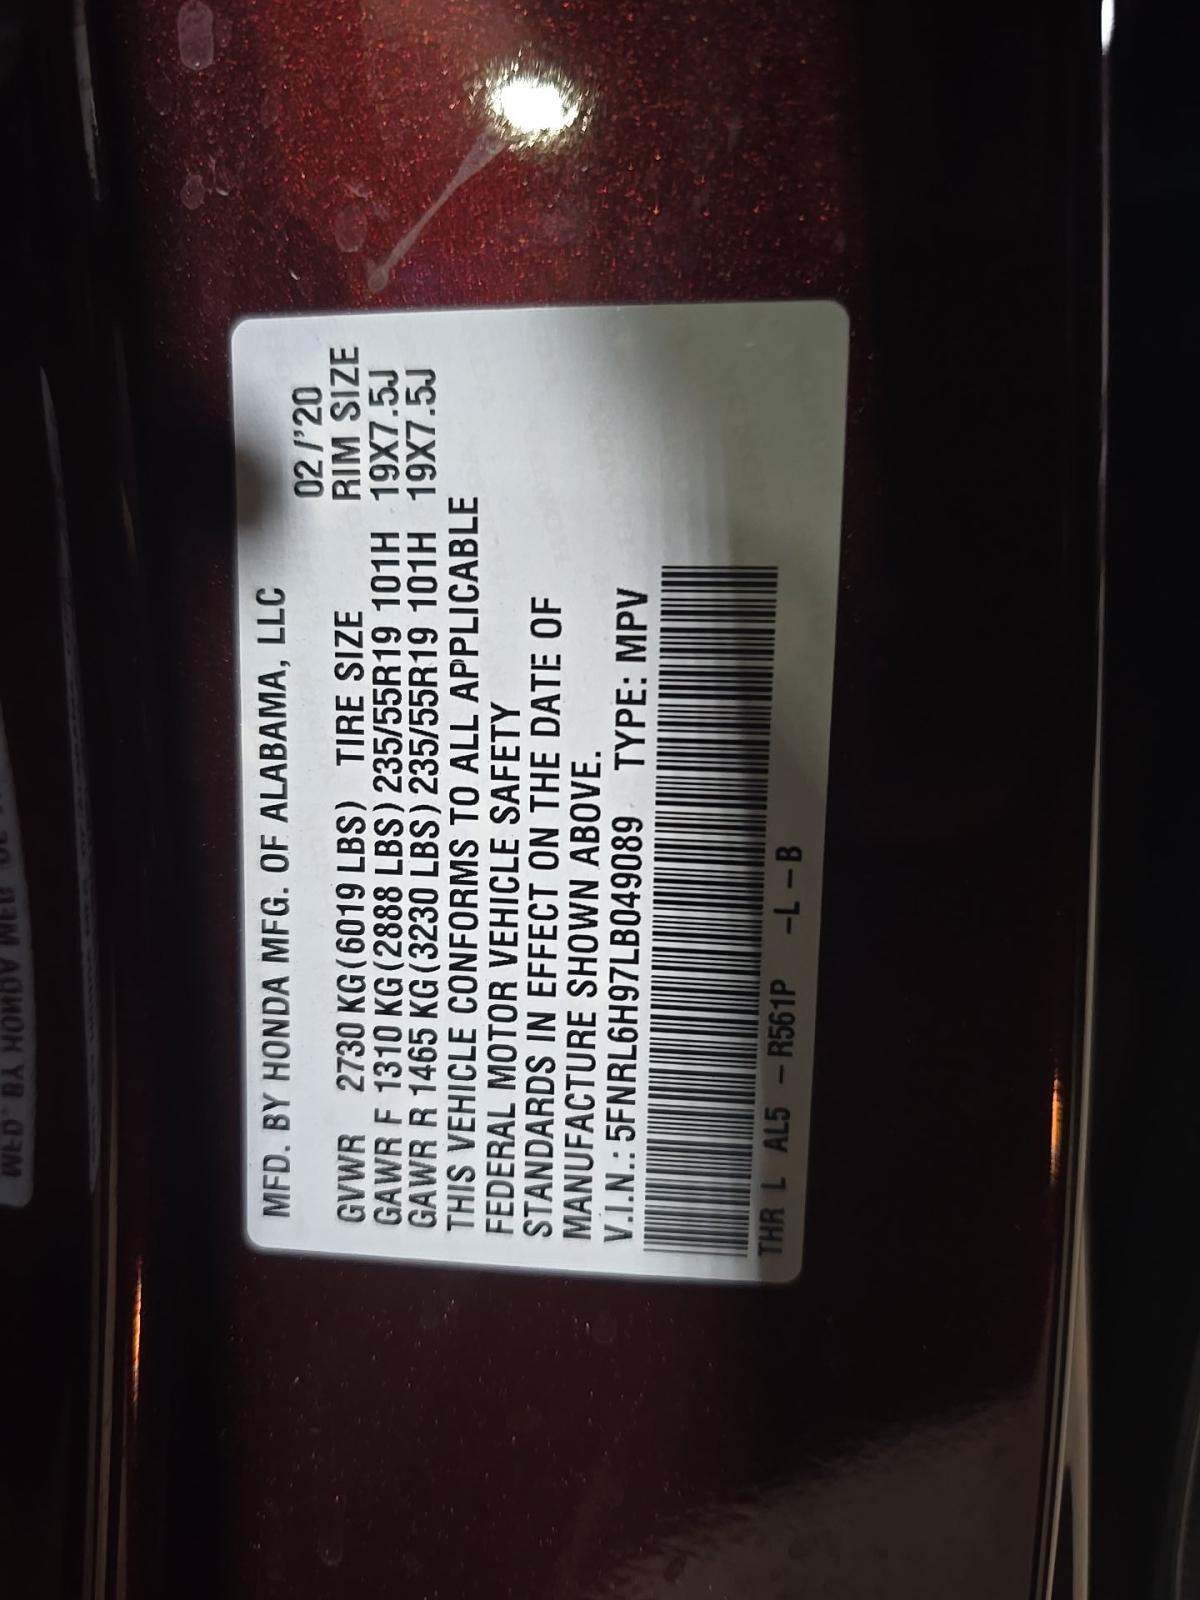 MFD. BY HONDA MFG. OF ALABAMA, LLC
02/'20
GVWR 2730 KG(6019 LBS) TIRE SIZE RIM SIZE
GAWR F 1310 KG(2888 LBS) 235/55R19 101H 19X7.5J
GAWR R 1465 KG(3230 LBS) 235/55R19 101H 19X7.5J
THIS VEHICLE CONFORMS TO ALL APPLICABLE
FEDERAL MOTOR VEHICLE SAFETY
STANDARDS IN EFFECT ON THE DATE OF
MANUFACTURE SHOWN ABOVE.
V.I.N.:5FNRL6H97LB049089 TYPE: MPV
THR L AL5 -R561P -L-B